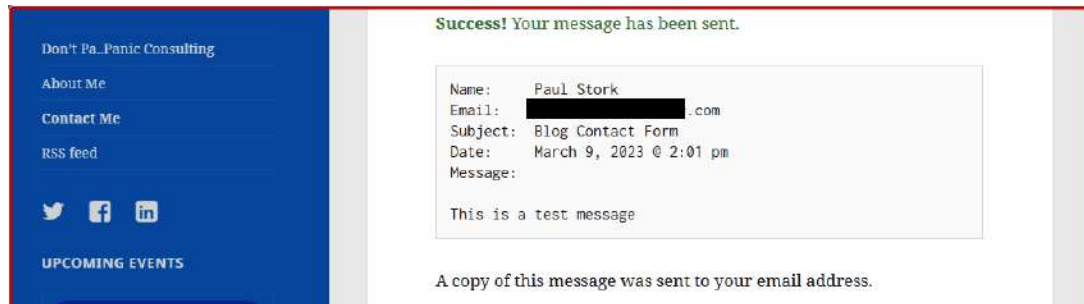 Don't Pa..Panic Consulting
About Me
Contact Me
RSS feed
UPCOMING EVENTS
Success! Your message has been sent.
Name: Paul Stork
Email: .com
Subject: Blog Contact Form
Date: March 9, 2023 @ 2:01 pm
Message:
This is a test message
A copy of this message was sent to your email address.